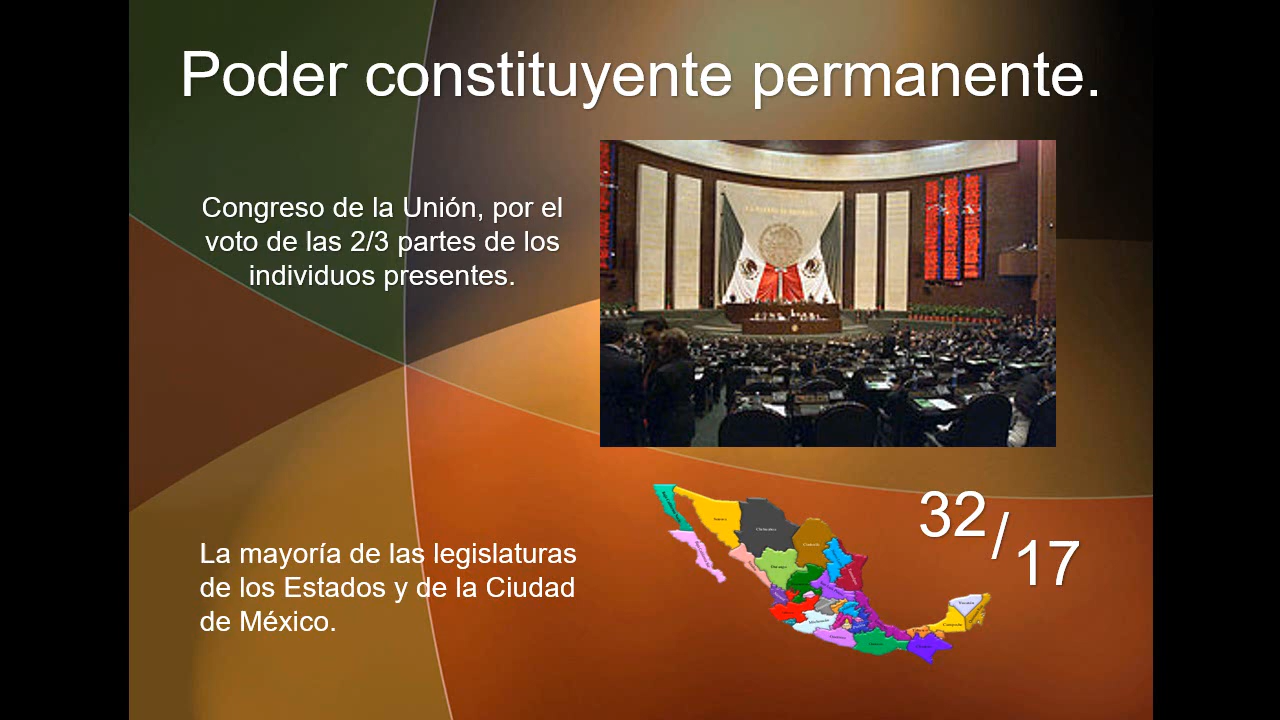 Poder constituyente permanente.
Congreso de la Unión, por el
voto de las 2/3 partes de los
individuos presentes.
La mayoría de las legislaturas
de los Estados y de la Ciudad
de México.
32/17